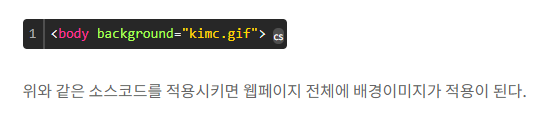 1 <body background="kimc.gif"> cs
위와 같은 소스코드를 적용시키면 웹페이지 전체에 배경이미지가 적용이 된다.